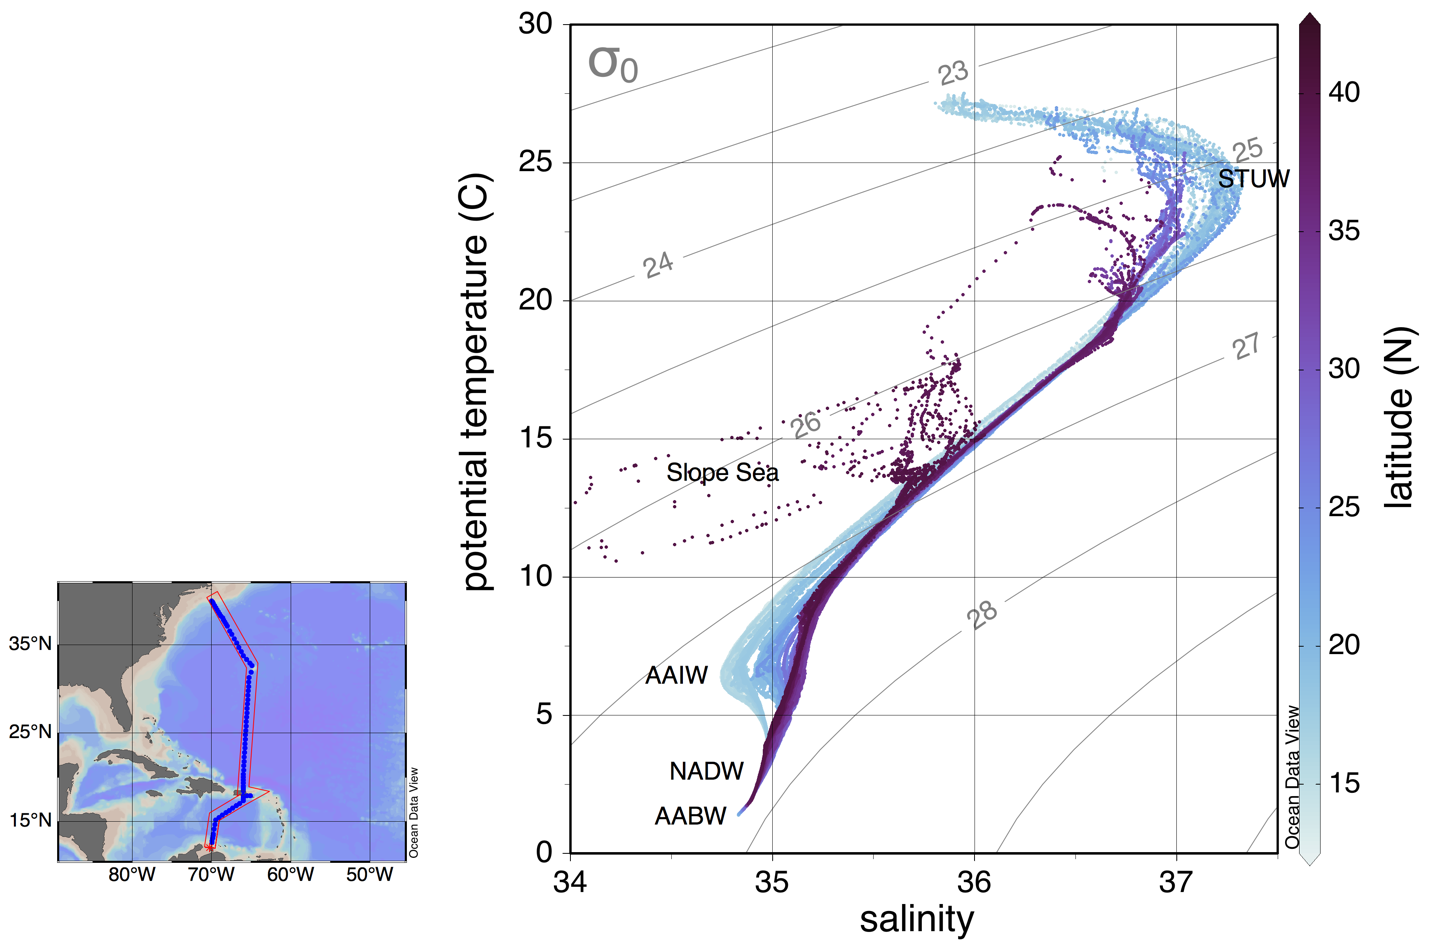 30
25
20
15
10
5
0
potential temperature (C)
34
35
36
37
salinity
σ0
23
24
25
26
27
28
STUW
Slope Sea
AAIW
NADW
AABW
Ocean Data View
40
35
30
25
20
15
latitude (N)
35°N
25°N
15°N
80°W
70°W
60°W
50°W
Ocean Data View